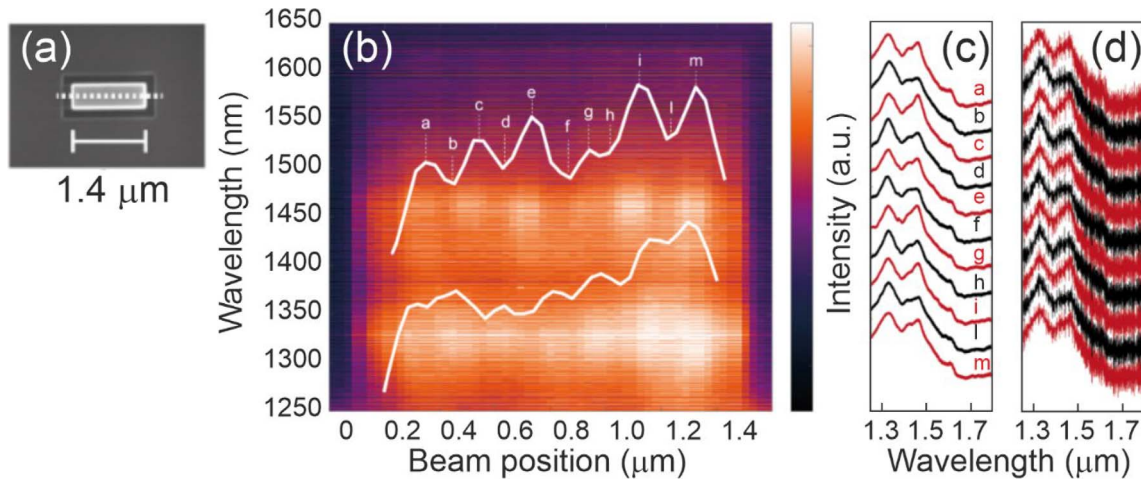 (a)
1.4 μm
(b)
Wavelength (nm)
1650
1600
1550
1500
1450
1400
1350
1300
1250
a
b
c
d
e
f
g
h
i
l
m
0
0.2
0.4
0.6
0.8
1.0
1.2
1.4
Beam position (μm)
Intensity (a.u.)
(c)
a
b
c
d
e
f
g
h
i
l
m
1.3
1.5
1.7
(d)
1.3
1.5
1.7
Wavelength (μm)